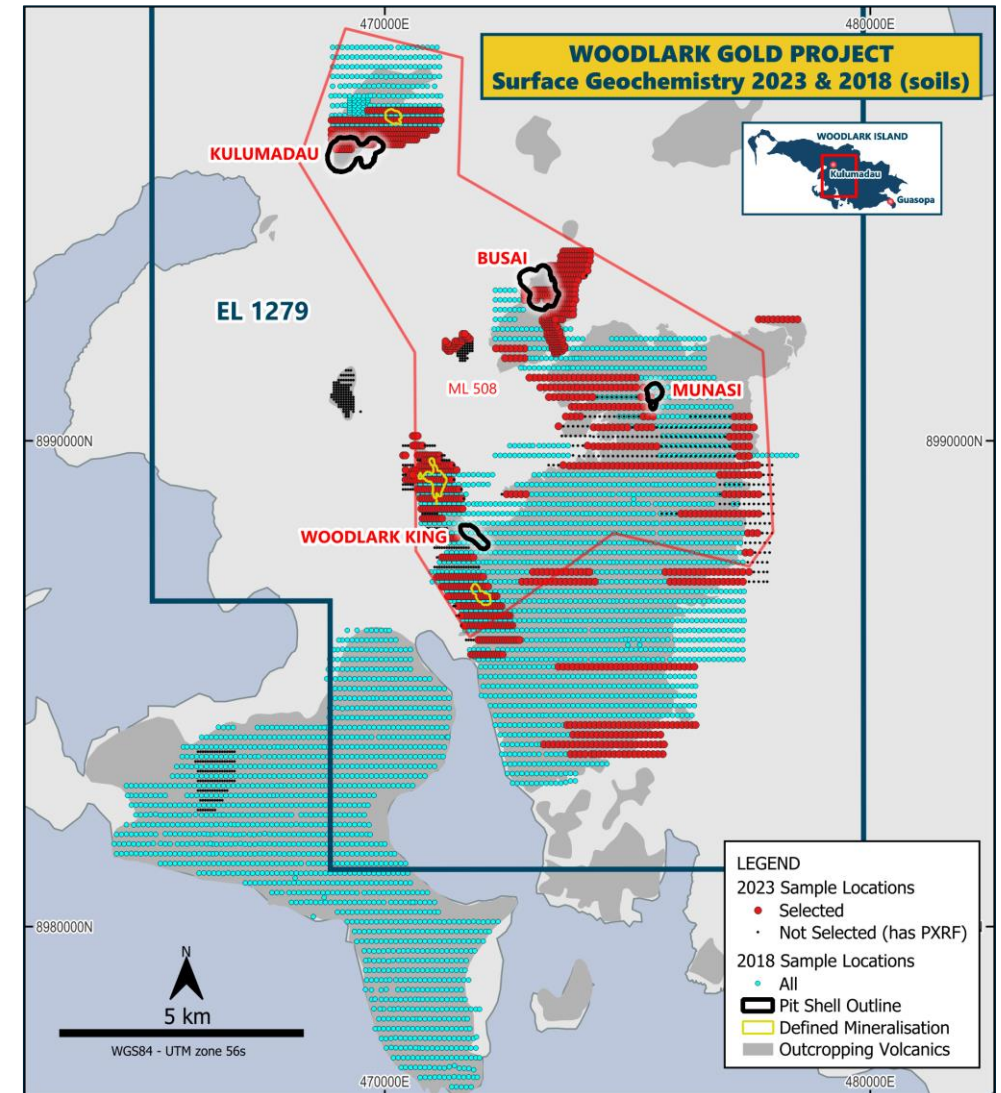 470000E
480000E
WOODLARK GOLD PROJECT
Surface Geochemistry 2023 & 2018 (soils)
WOODLARK ISLAND
Kulumadau
Guasopa
KULUMADAU
BUSAI
EL 1279
ML 508
MUNASI
8990000N
8990000N
WOODLARK KING
LEGEND
2023 Sample Locations
Selected
Not Selected (has PXRF)
2018 Sample Locations
All
Pit Shell Outline
Defined Mineralisation
Outcropping Volcanics
8980000N
8980000N
N
5 km
WGS84 - UTM zone 56s
470000E
480000E